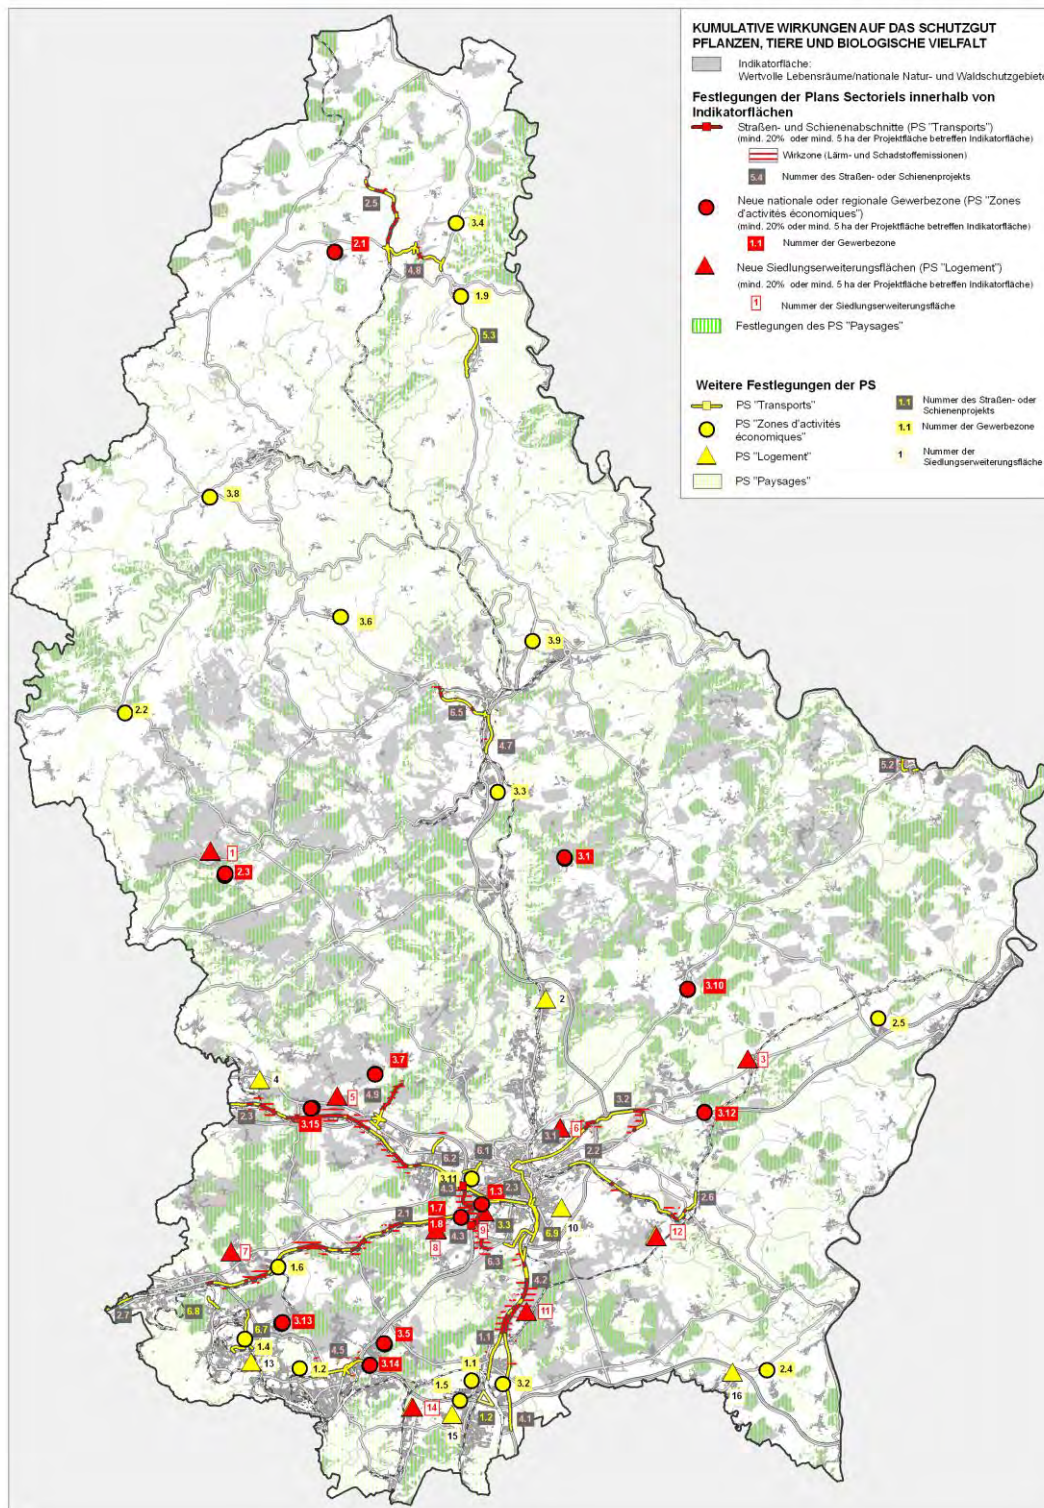 KUMULATIVE WIRKUNGEN AUF DAS SCHUTZGUT
PFLANZEN, TIERE UND BIOLOGISCHE VIELFALT
Indikatorfläche:
Wertvolle Lebensräume/nationale Natur- und Waldschutzgebiete
Festlegungen der Plans Sectoriels innerhalb von
Indikatorflächen
Straßen- und Schienenabschnitte (PS "Transports")
(mind. 20% oder mind. 5 ha der Projektfläche betreffen Indikatorfläche)
Wirkzone (Lärm- und Schadstoffemissionen)
5.4
Nummer des Straßen- oder Schienenprojekts
Neue nationale oder regionale Gewerbezone (PS "Zones
d'activités économiques")
(mind. 20% oder mind. 5 ha der Projektfläche betreffen Indikatorfläche)
1.1
Nummer der Gewerbezone
Neue Siedlungserweiterungsflächen (PS "Logement")
(mind. 20% oder mind. 5 ha der Projektfläche betreffen Indikatorfläche)
1
Nummer der Siedlungserweiterungsfläche
Festlegungen des PS "Paysages"
Weitere Festlegungen der PS
PS "Transports"
PS "Zones d'activités
économiques"
PS "Logement"
PS "Paysages"
1.1
Nummer des Straßen- oder
Schienenprojekts
1.1
Nummer der Gewerbezone
1
Nummer der
Siedlungserweiterungsfläche
2.5
3.4
2.1
4.8
1.9
5.3
3.8
3.6
3.9
2.2
6.5
4.7
5.2
3.3
1
2.3
3.1
3.10
2
2.5
3
3.7
4
4.9
5
2.3
3.15
3.2
3.12
3.1
6
6.1
6.2
2.2
3.11
4.3
2.3
1.3
2.6
1.7
2.1
1.8
4.3
9
3.3
10
6.9
12
8
7
6.3
1.6
4.2
2.7
6.8
11
3.13
6.7
1.4
3.5
1.1
4.5
13
1.2
3.14
1.1
2.4
1.5
3.2
16
14
1.2
15
4.1